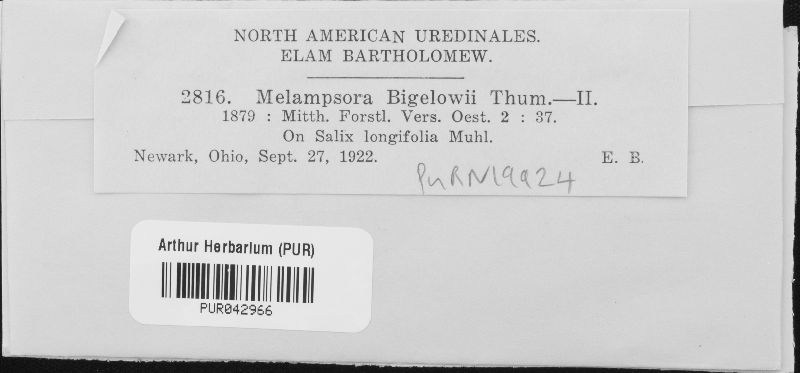 NORTH AMERICAN UREDINALES.
ELAM BARTHOLOMEW.
2816. Melampsora Bigelowii Thum.—II.
1879 : Mitth. Forstl. Vers. Oest. 2 : 37.
On Salix longifolia Muhl.
Newark, Ohio, Sept. 27, 1922. E. B.
PURN19924
Arthur Herbarium (PUR)
PUR042966